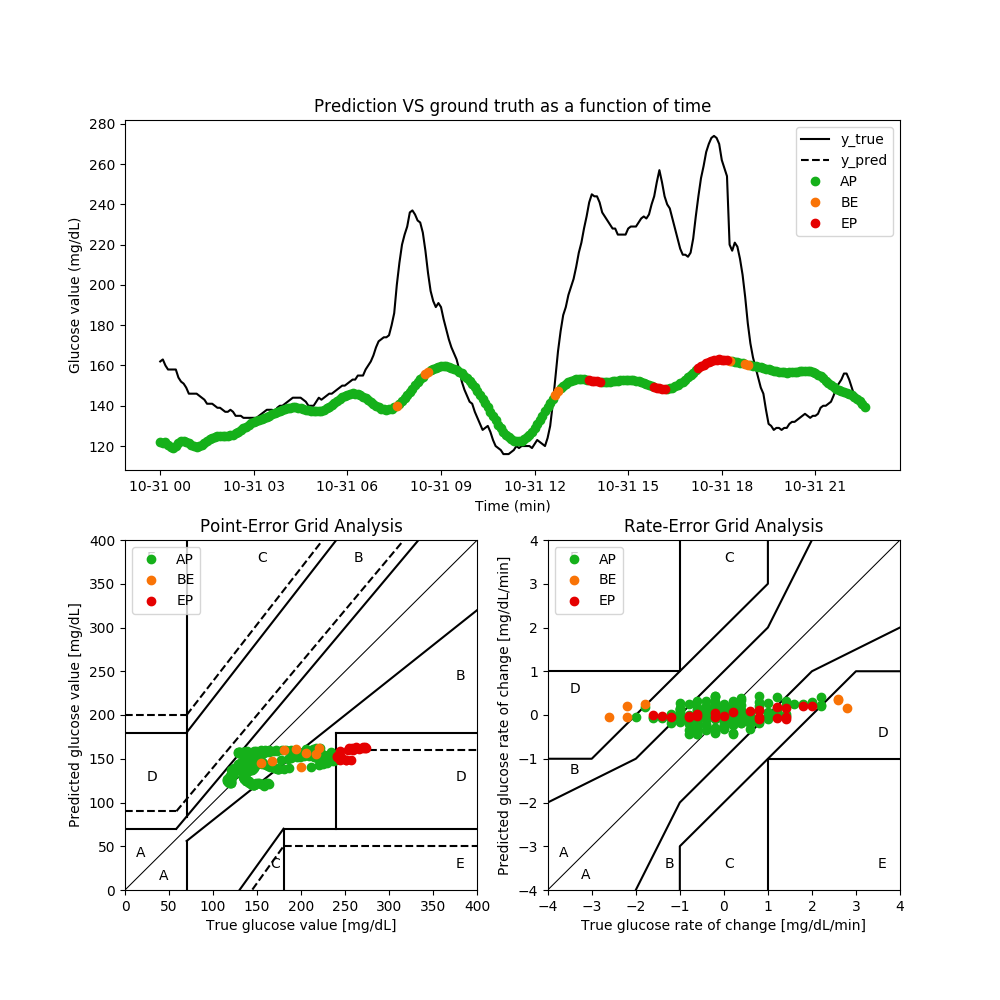 Prediction VS ground truth as a function of time
Glucose value (mg/dL)
280
260
240
220
200
180
160
140
120
y_true
y_pred
AP
BE
EP
10-31 00 10-31 03 10-31 06 10-31 09 10-31 12 10-31 15 10-31 18 10-31 21
Time (min)
Point-Error Grid Analysis
Predicted glucose value [mg/dL]
400
350
300
250
200
150
100
50
0
AP
BE
EP
C
B
B
D
D
A
A
C
E
0 50 100 150 200 250 300 350 400
True glucose value [mg/dL]
Rate-Error Grid Analysis
Predicted glucose rate of change [mg/dL/min]
4
3
2
1
0
−1
−2
−3
−4
AP
BE
EP
C
D
D
B
A
A
B
C
E
−4 −3 −2 −1 0 1 2 3 4
True glucose rate of change [mg/dL/min]